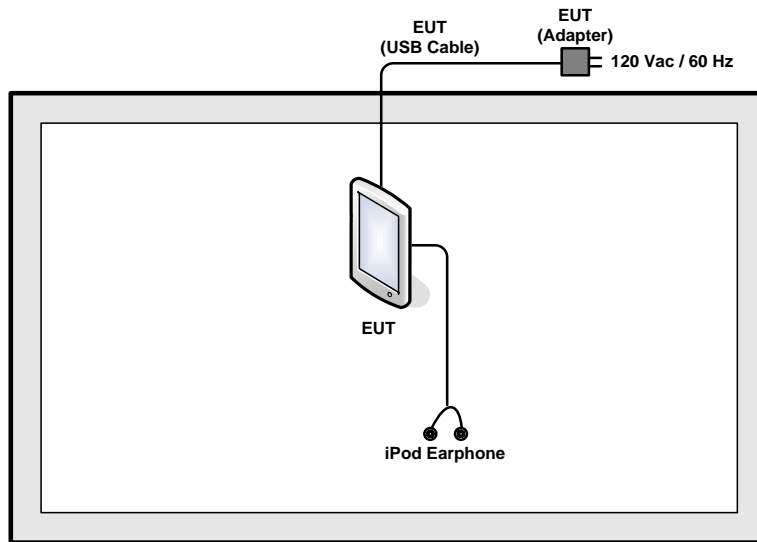 EUT
(USB Cable)
EUT
(Adapter)
120 Vac / 60 Hz
EUT
iPod Earphone